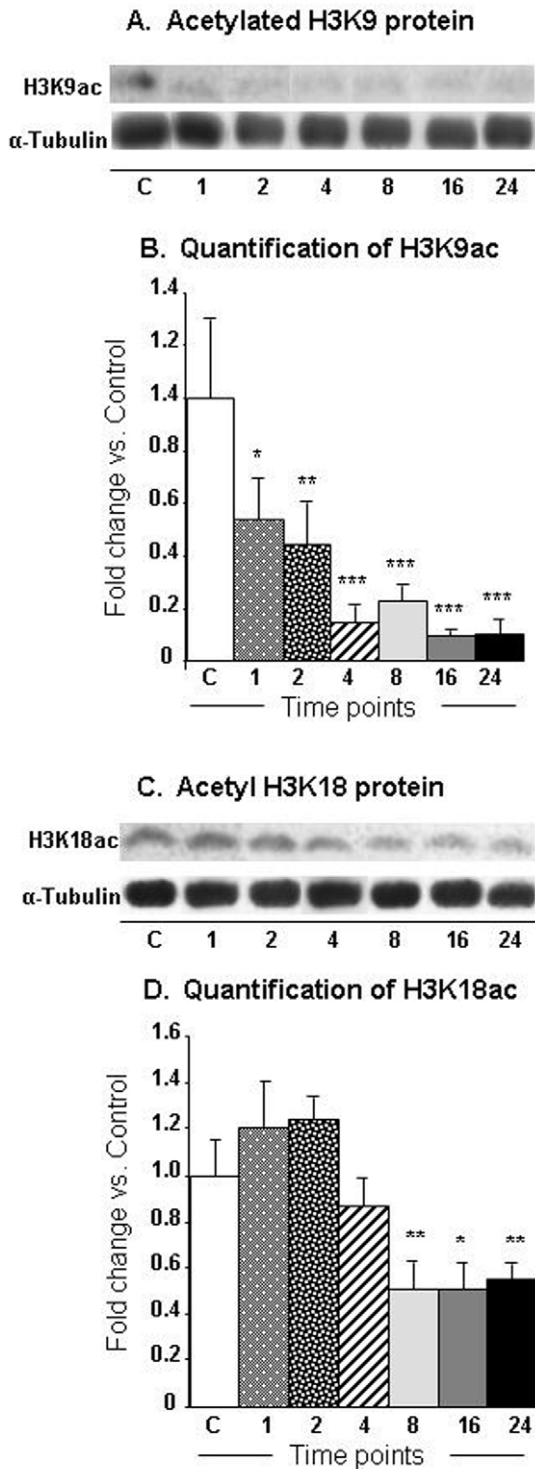 A. Acetylated H3K9 protein
H3K9ac
α-Tubulin
C 1 2 4 8 16 24
B. Quantification of H3K9ac
Fold change vs. Control
1.4
1.2
1.4
0.8
0.6
0.4
0.2
0
* ** *** *** *** ***
C 1 2 4 8 16 24
Time points
C. Acetyl H3K18 protein
H3K18ac
α-Tubulin
C 1 2 4 8 16 24
D. Quantification of H3K18ac
Fold change vs. Control
1.6
1.4
1.2
1.0
0.8
0.6
0.4
0.2
0
** * **
C 1 2 4 8 16 24
Time points